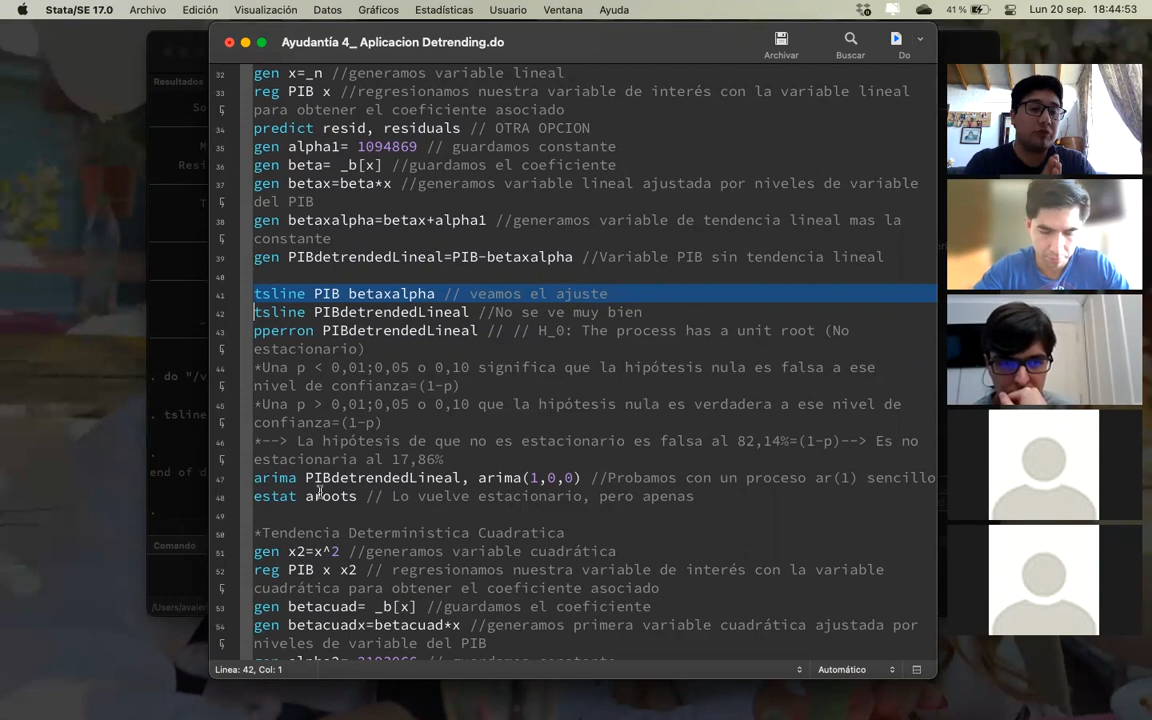 Stata/SE 17.0 Archivo Edición Visualización Datos Gráficos Estadísticas Usuario Ventana Ayuda 41 % Lun 20 sep. 18:44:53
Ayudantía 4_ Aplicacion Detrending.do
Archivar Buscar Do
Resultados
32 gen x=_n //generamos variable lineal
33 reg PIB x //regresionamos nuestra variable de interés con la variable lineal
para obtener el coeficiente asociado
34 predict resid, residuals // OTRA OPCION
35 gen alpha1= 1094869 // guardamos constante
36 gen beta= _b[x] //guardamos el coeficiente
37 gen betax=beta*x //generamos variable lineal ajustada por niveles de variable
del PIB
38 gen betaxalpha=betax+alpha1 //generamos variable de tendencia lineal mas la
constante
39 gen PIBdetrendedLineal=PIB-betaxalpha //Variable PIB sin tendencia lineal
40
41 tsline PIB betaxalpha // veamos el ajuste
42 tsline PIBdetrendedLineal //No se ve muy bien
43 pperron PIBdetrendedLineal // // H_0: The process has a unit root (No
estacionario)
44 *Una p < 0,01;0,05 o 0,10 significa que la hipótesis nula es falsa a ese
nivel de confianza=(1-p)
45 *Una p > 0,01;0,05 o 0,10 que la hipótesis nula es verdadera a ese nivel de
confianza=(1-p)
46 *--> La hipótesis de que no es estacionario es falsa al 82,14%=(1-p)--> Es no
estacionaria al 17,86%
47 arima PIBdetrendedLineal, arima(1,0,0) //Probamos con un proceso ar(1) sencillo
48 estat aroots // Lo vuelve estacionario, pero apenas
49
50 *Tendencia Deterministica Cuadratica
51 gen x2=x^2 //generamos variable cuadrática
52 reg PIB x x2 // regresionamos nuestra variable de interés con la variable
cuadrática para obtener el coeficiente asociado
53 gen betacuad= _b[x] //guardamos el coeficiente
54 gen betacuadx=betacuad*x //generamos primera variable cuadrática ajustada por
niveles de variable del PIB
. do "/v
. tsline
end of d
Comando
Línea: 42, Col: 1 Automático